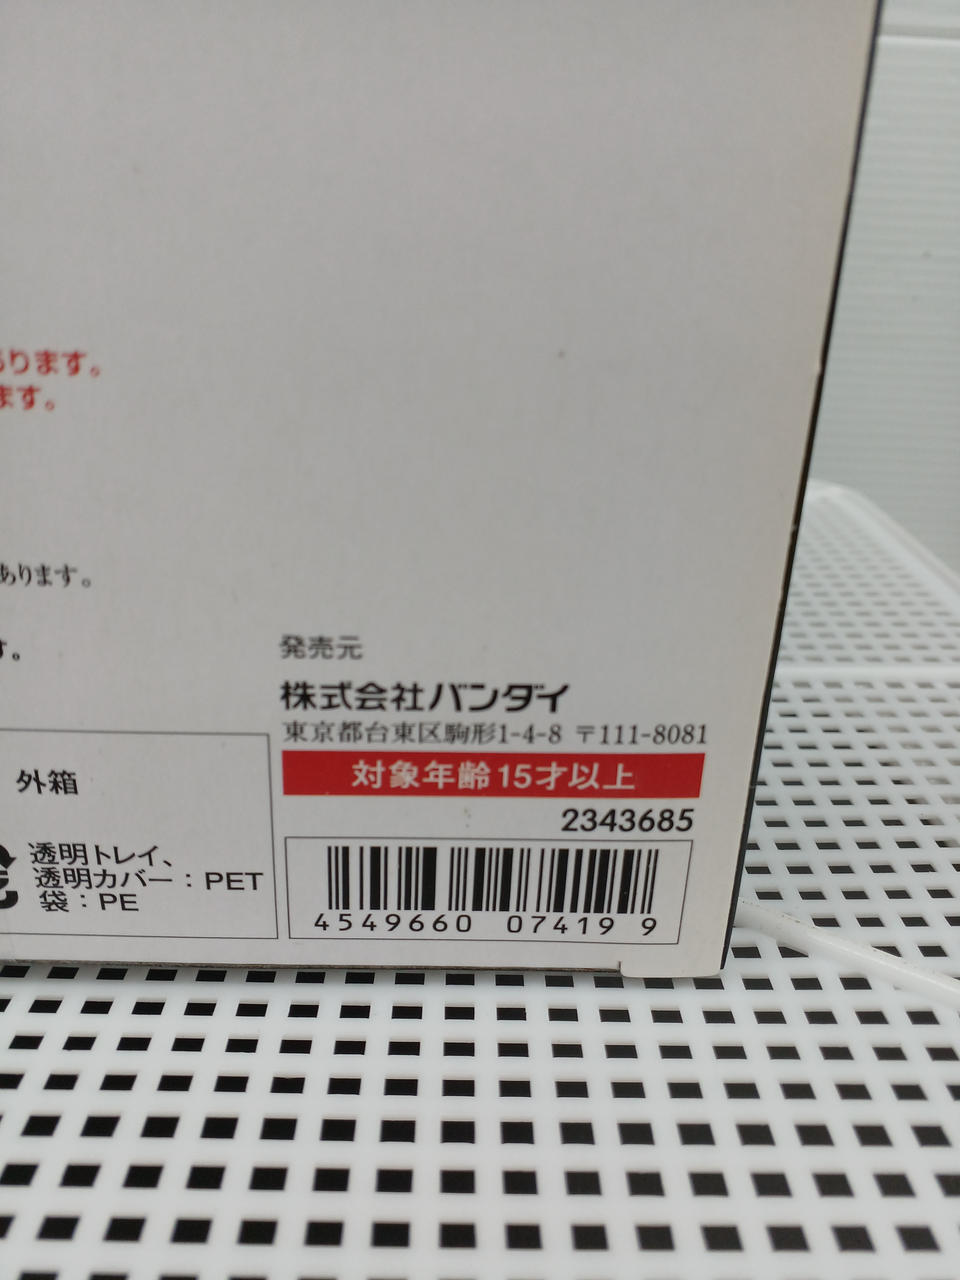 あります。
ます。
あります。
す。
発売元
株式会社バンダイ
東京都台東区駒形1-4-8 〒111-8081
対象年齢15才以上
2343685
外箱
透明トレイ、
透明カバー：PET
袋：PE
4549660 07419 9